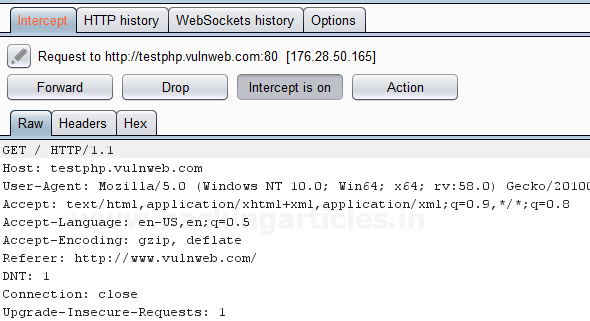 Intercept HTTP history WebSockets history Options
Request to http://testphp.vulnweb.com:80 [176.28.50.165]
Forward Drop Intercept is on Action
Raw Headers Hex
GET / HTTP/1.1
Host: testphp.vulnweb.com
User-Agent: Mozilla/5.0 (Windows NT 10.0; Win64; x64; rv:58.0) Gecko/20100
Accept: text/html,application/xhtml+xml,application/xml;q=0.9,*/*;q=0.8
www.hackingarticles.in
Accept-Language: en-US,en;q=0.5
Accept-Encoding: gzip, deflate
Referer: http://www.vulnweb.com/
DNT: 1
Connection: close
Upgrade-Insecure-Requests: 1